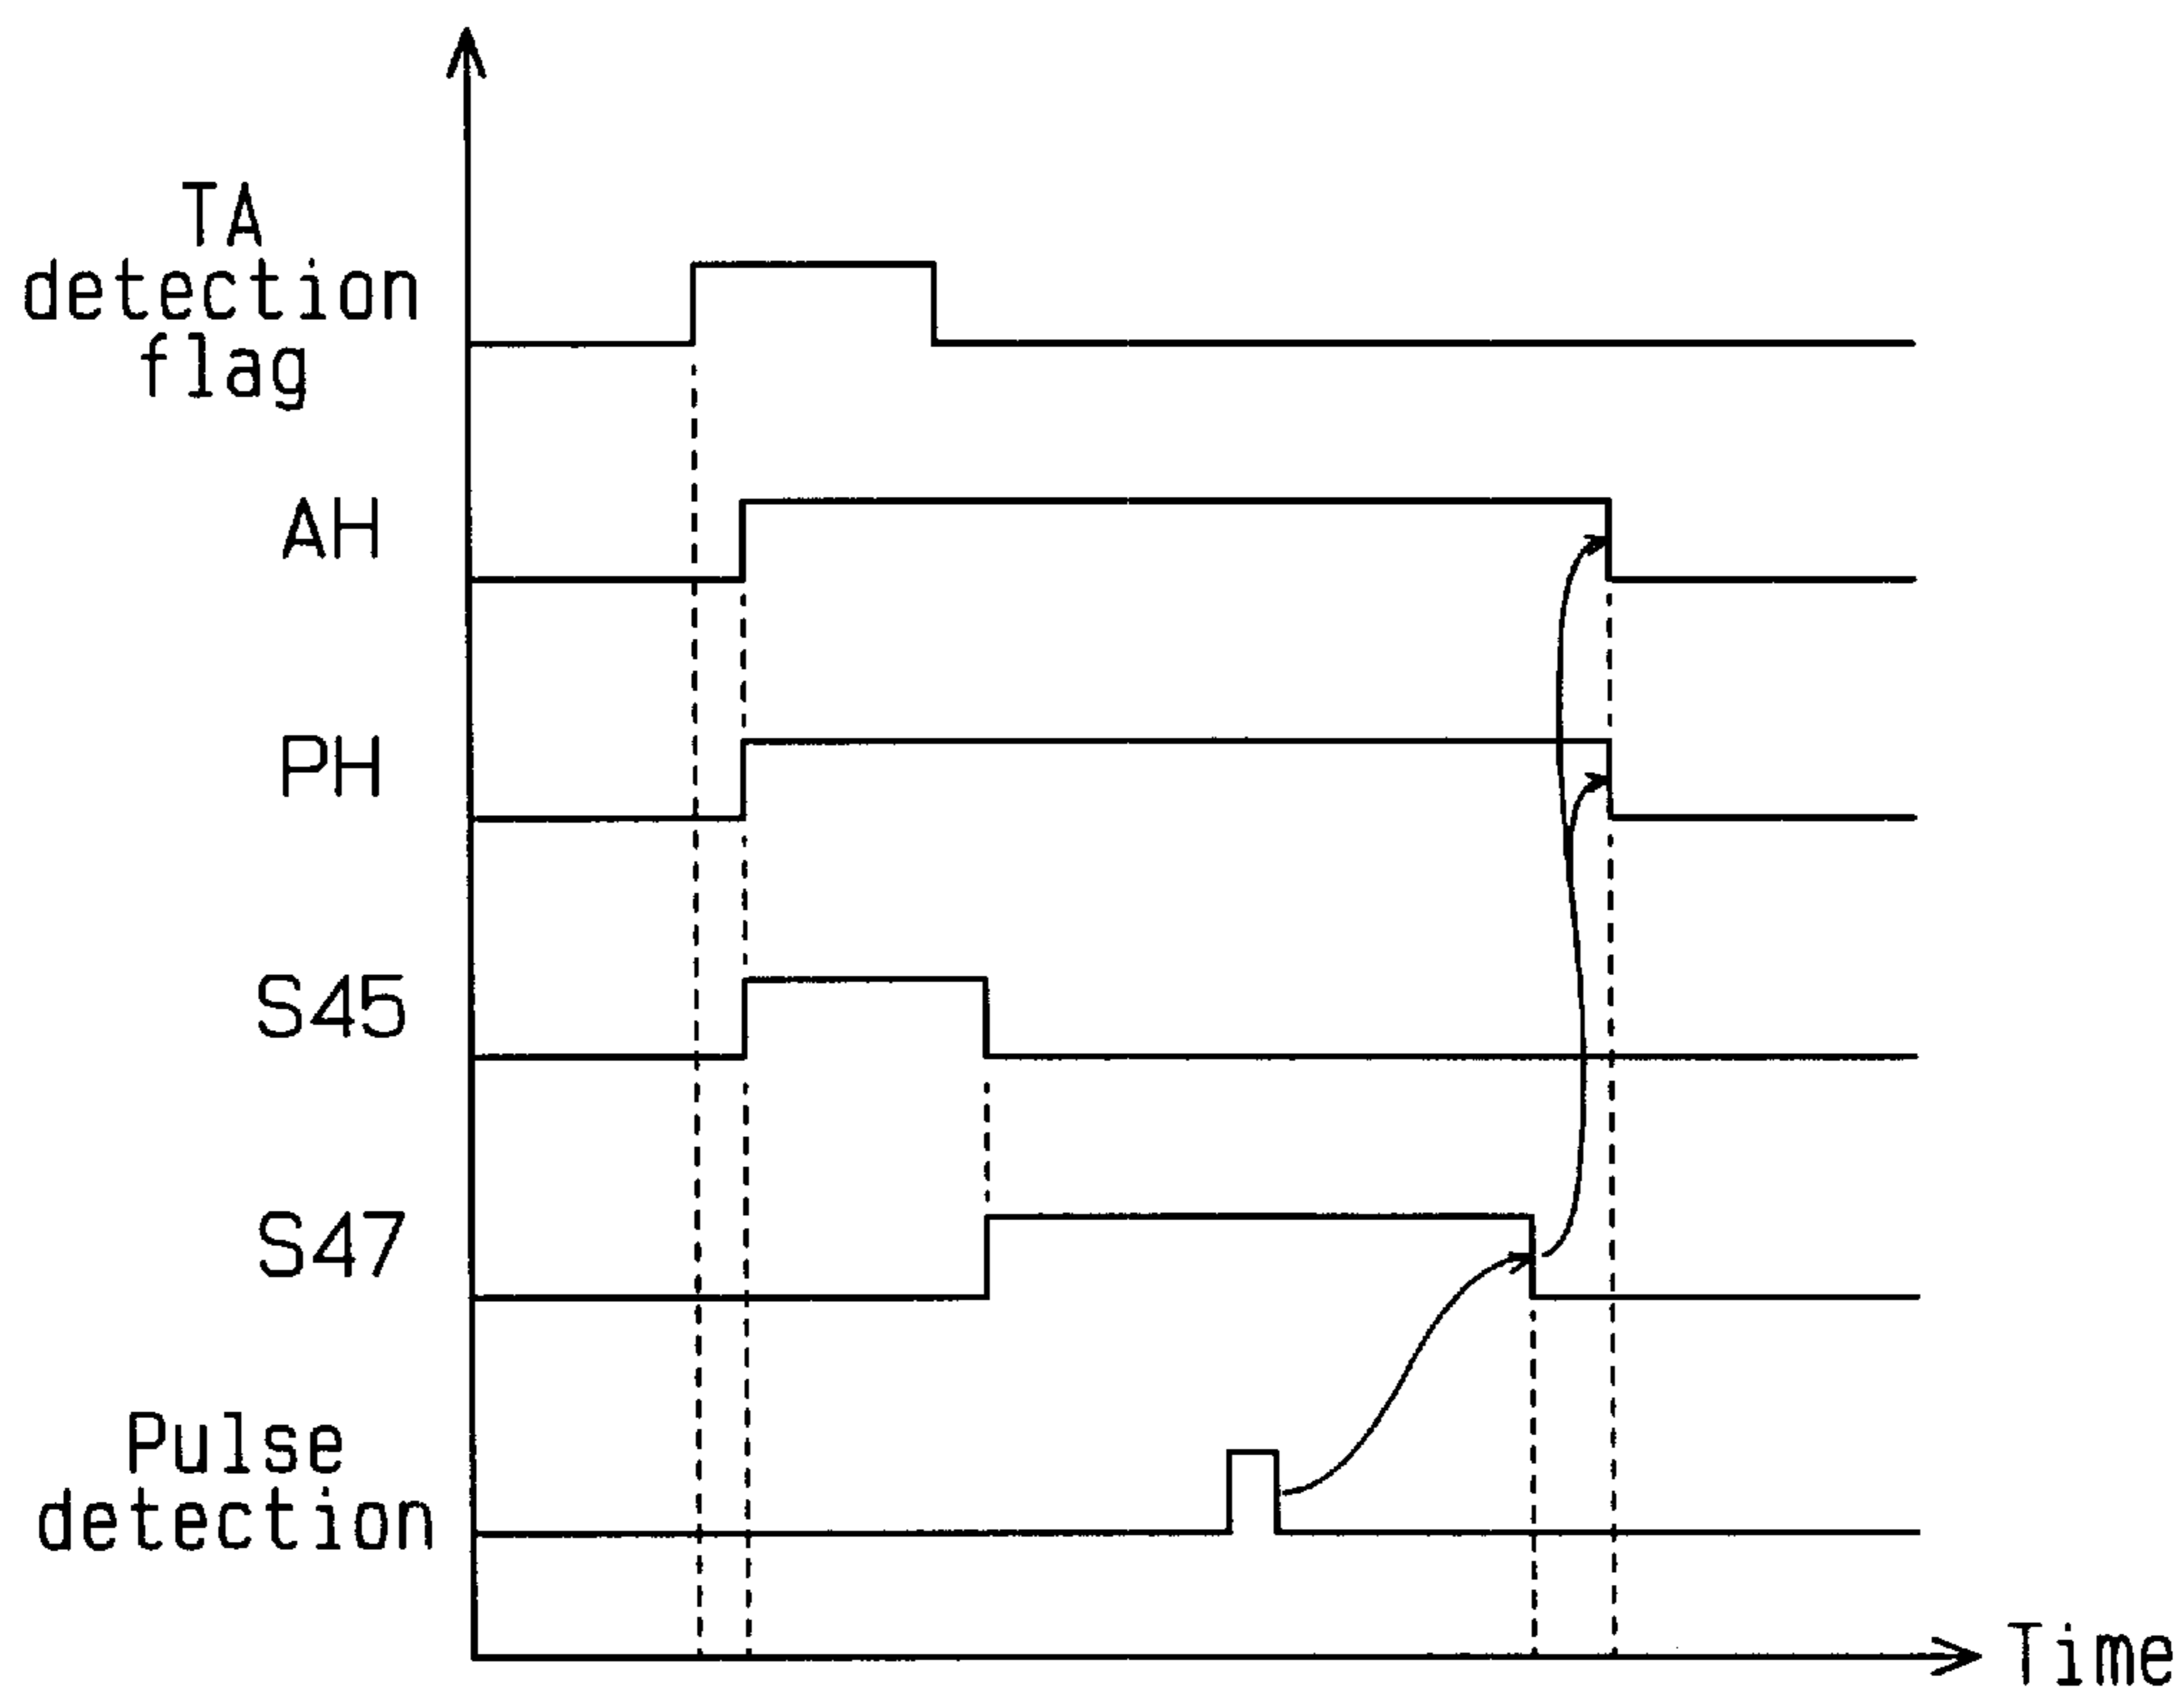 TA
detection
flag
AH
PH
S45
S47
Pulse
detection
Time